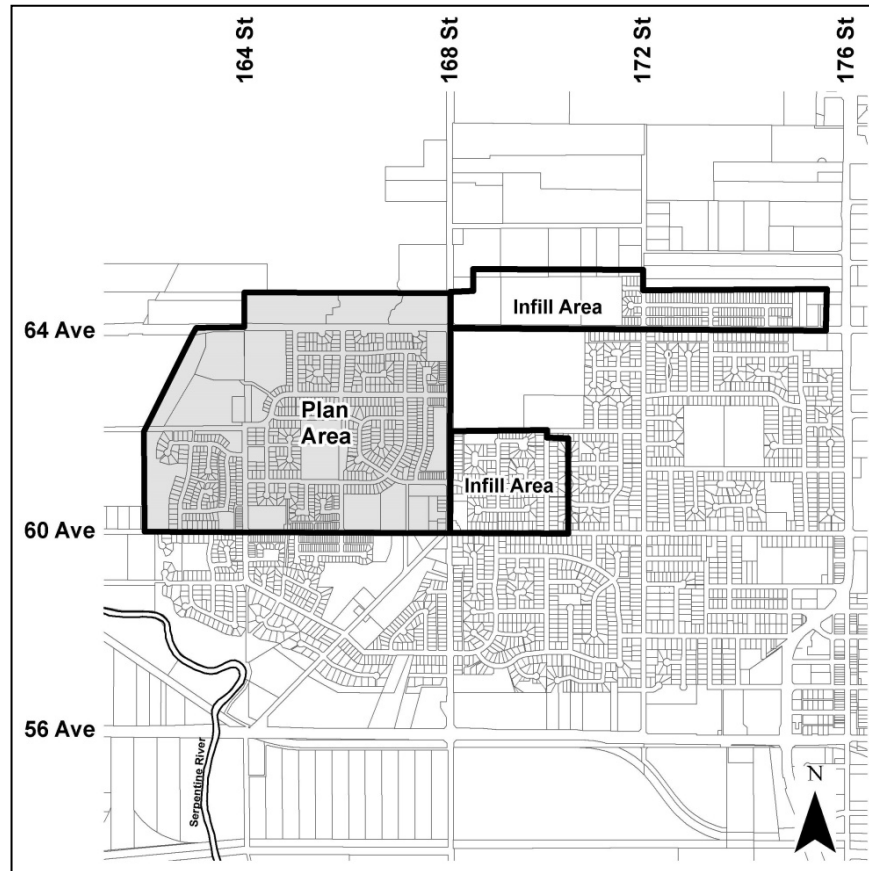 164 St
168 St
172 St
176 St
64 Ave
Infill Area
Plan
Area
Infill Area
60 Ave
56 Ave
Serpentine River
N